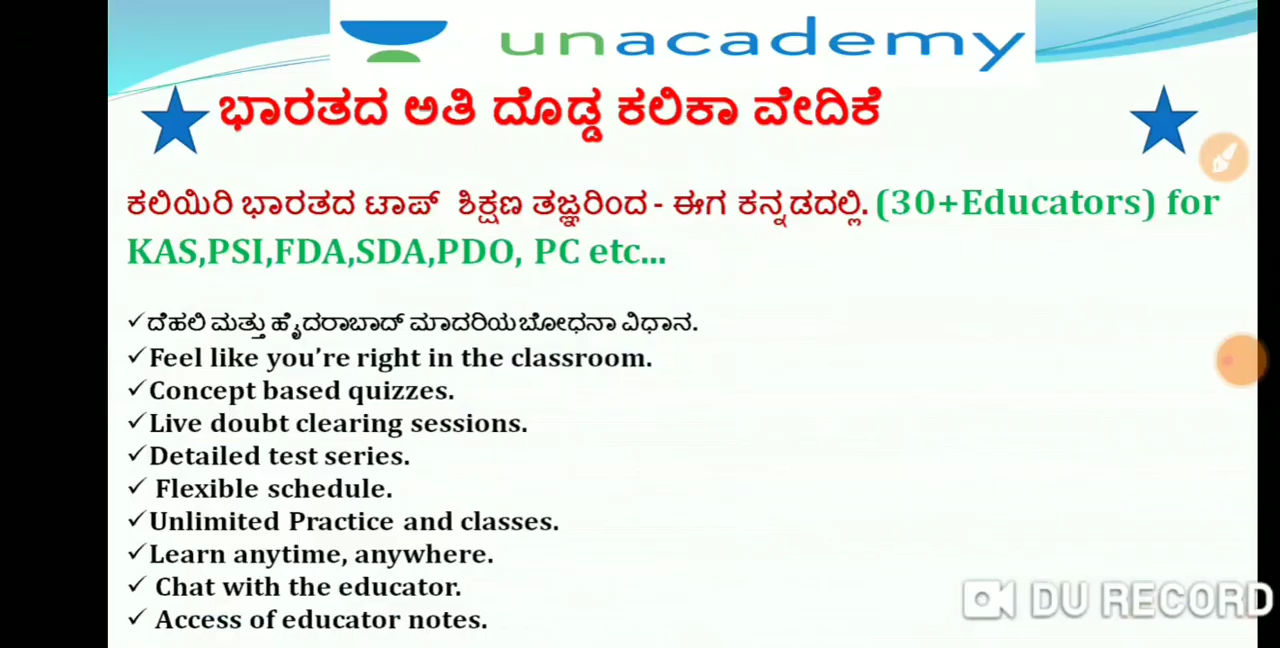 unacademy
ಭಾರತದ ಅತಿ ದೊಡ್ಡ ಕಲಿಕಾ ವೇದಿಕೆ
ಕಲಿಯಿರಿ ಭಾರತದ ಟಾಪ್ ಶಿಕ್ಷಣ ತಜ್ಞರಿಂದ - ಈಗ ಕನ್ನಡದಲ್ಲಿ. (30+Educators) for
KAS,PSI,FDA,SDA,PDO, PC etc...
✓ದೆಹಲಿ ಮತ್ತು ಹೈದರಾಬಾದ್ ಮಾದರಿಯ ಬೋಧನಾ ವಿಧಾನ.
✓Feel like you’re right in the classroom.
✓Concept based quizzes.
✓Live doubt clearing sessions.
✓Detailed test series.
✓ Flexible schedule.
✓Unlimited Practice and classes.
✓Learn anytime, anywhere.
✓ Chat with the educator.
✓ Access of educator notes.
DU RECORD